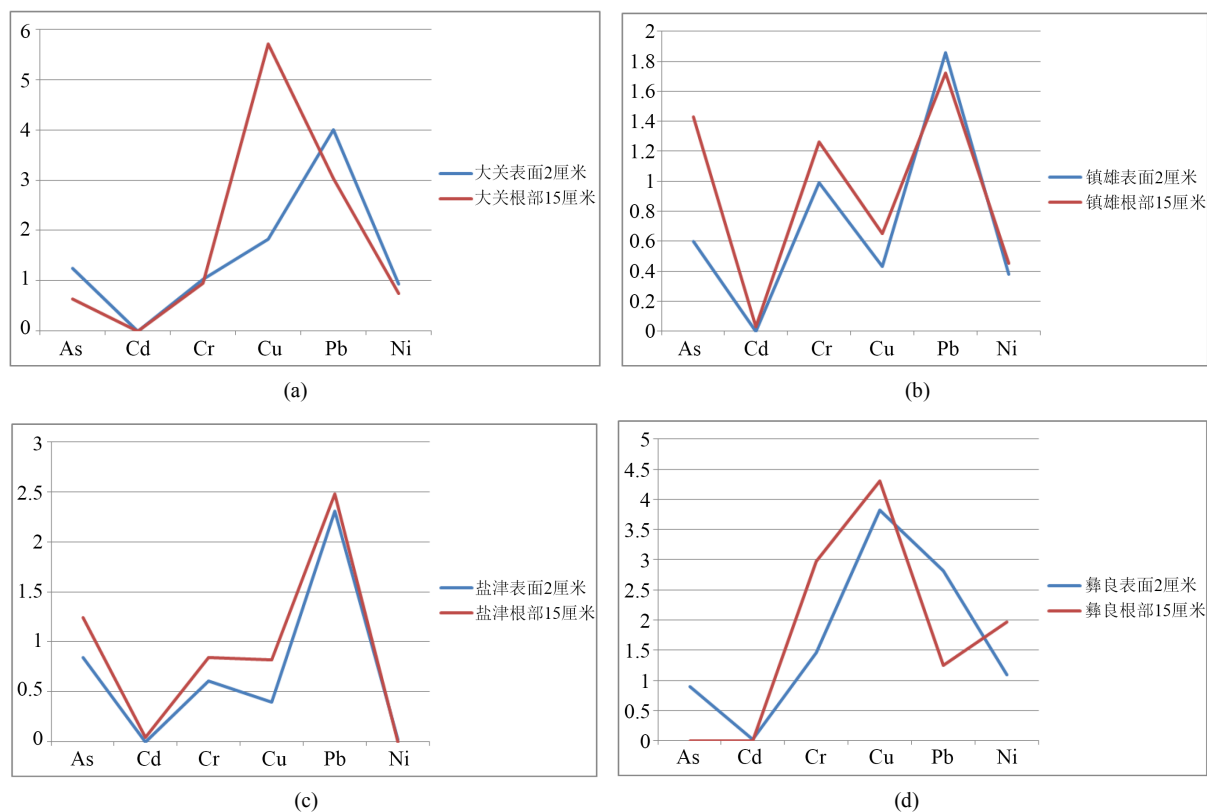 6
5
4
3
2
1
0
As Cd Cr Cu Pb Ni
大关表面2厘米
大关根部15厘米
(a)
2
1.8
1.6
1.4
1.2
1
0.8
0.6
0.4
0.2
0
As Cd Cr Cu Pb Ni
镇雄表面2厘米
镇雄根部15厘米
(b)
3
2.5
2
1.5
1
0.5
0
As Cd Cr Cu Pb Ni
盐津表面2厘米
盐津根部15厘米
(c)
5
4.5
4
3.5
3
2.5
2
1.5
1
0.5
0
As Cd Cr Cu Pb Ni
彝良表面2厘米
彝良根部15厘米
(d)